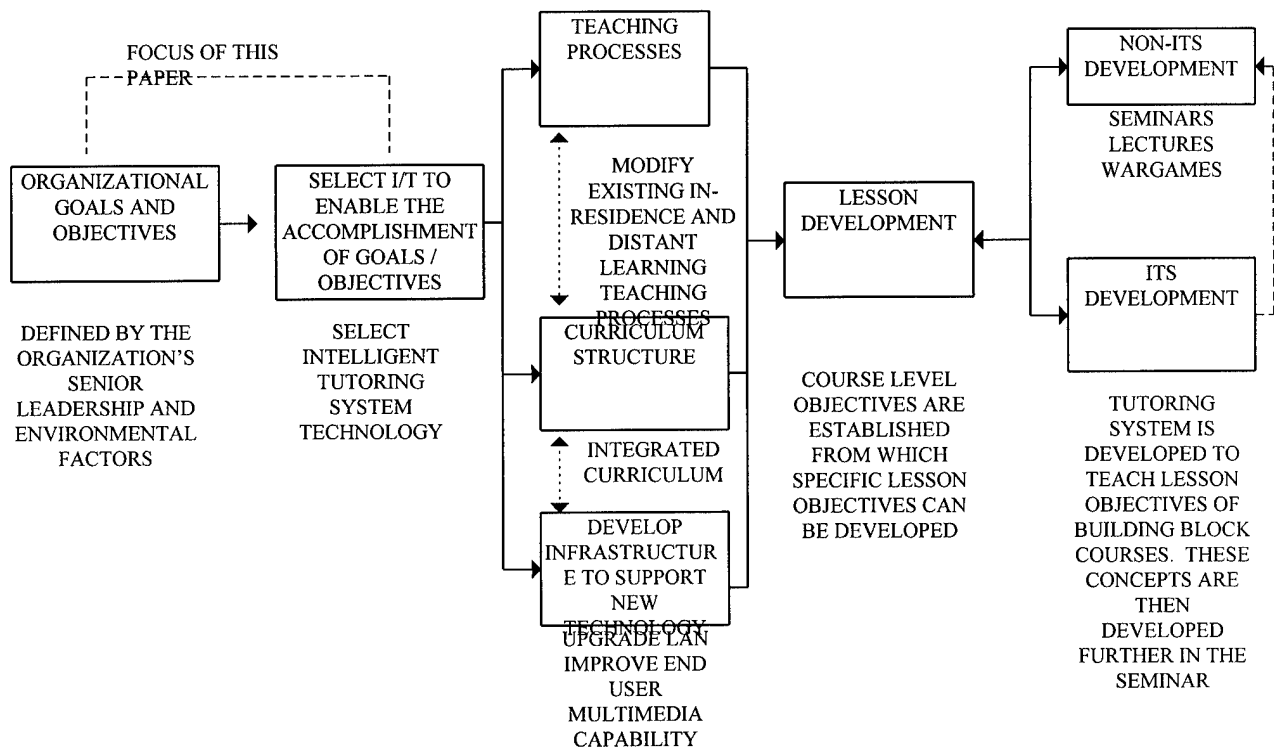 FOCUS OF THIS
PAPER
ORGANIZATIONAL
GOALS AND
OBJECTIVES
DEFINED BY THE
ORGANIZATION'S
SENIOR
LEADERSHIP AND
ENVIRONMENTAL
FACTORS
SELECT I/T TO
ENABLE THE
ACCOMPLISHMENT
OF GOALS /
OBJECTIVES
SELECT
INTELLIGENT
TUTORING
SYSTEM
TECHNOLOGY
TEACHING
PROCESSES
MODIFY
EXISTING IN-
RESIDENCE AND
DISTANT
LEARNING
TEACHING
PROCESSES
CURRICULUM
STRUCTURE
INTEGRATED
CURRICULUM
DEVELOP
INFRASTRUCTUR
E TO SUPPORT
NEW
TECHNOLOGY
UPGRADE LAN
IMPROVE END
USER
MULTIMEDIA
CAPABILITY
LESSON
DEVELOPMENT
COURSE LEVEL
OBJECTIVES ARE
ESTABLISHED
FROM WHICH
SPECIFIC LESSON
OBJECTIVES CAN
BE DEVELOPED
NON-ITS
DEVELOPMENT
SEMINARS
LECTURES
WARGAMES
ITS
DEVELOPMENT
TUTORING
SYSTEM IS
DEVELOPED TO
TEACH LESSON
OBJECTIVES OF
BUILDING BLOCK
COURSES.  THESE
CONCEPTS ARE
THEN
DEVELOPED
FURTHER IN THE
SEMINAR